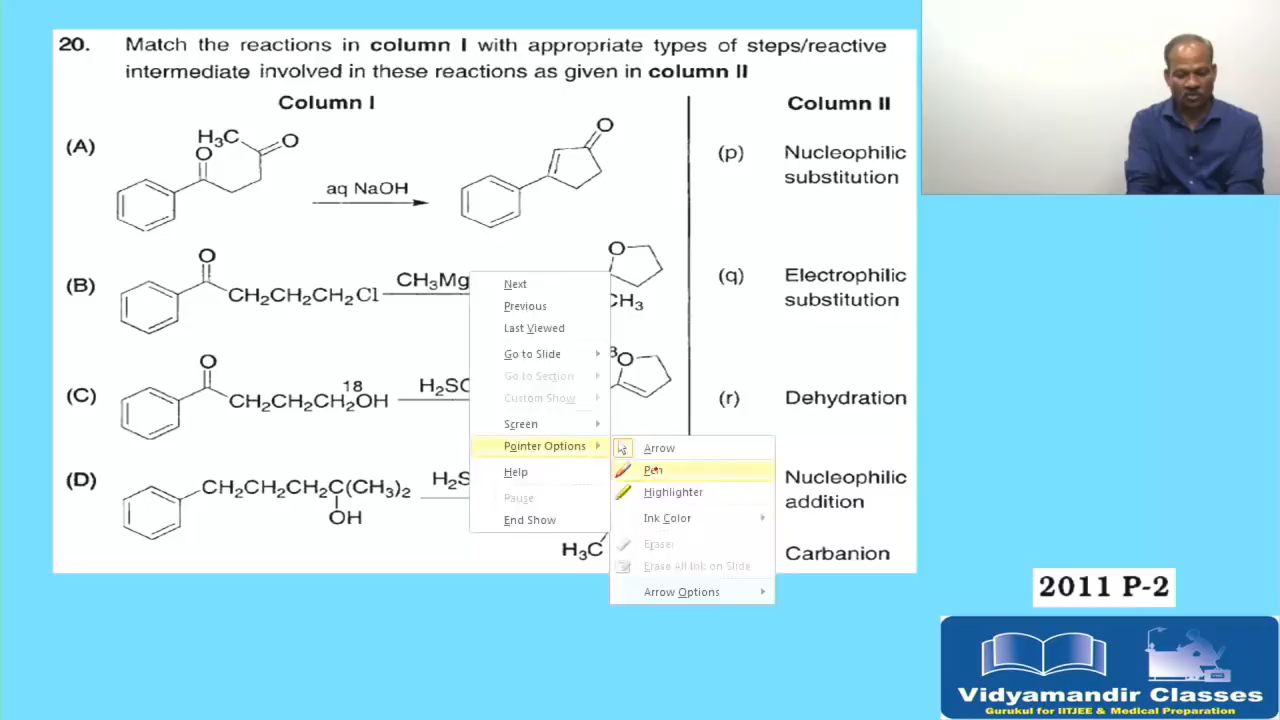 20. Match the reactions in column I with appropriate types of steps/reactive
intermediate involved in these reactions as given in column II
Column I
Column II
(A)
H₃C
O
O
aq NaOH
O
(p) Nucleophilic
substitution
(B)
O
CH₂CH₂CH₂Cl
CH₃Mg
O
CH₃
(q) Electrophilic
substitution
(C)
O
18
CH₂CH₂CH₂OH
H₂SO
O
(r) Dehydration
(D)
CH₂CH₂CH₂C(CH₃)₂
OH
H₂S
H₃C
Nucleophilic
addition
Carbanion
Next
Previous
Last Viewed
Go to Slide
Go to Section
Custom Show
Screen
Pointer Options
Help
Pause
End Show
Arrow
Pen
Highlighter
Ink Color
Eraser
Erase All Ink on Slide
Arrow Options
2011 P-2
Vidyamandir Classes
Gurukul for IITJEE & Medical Preparation